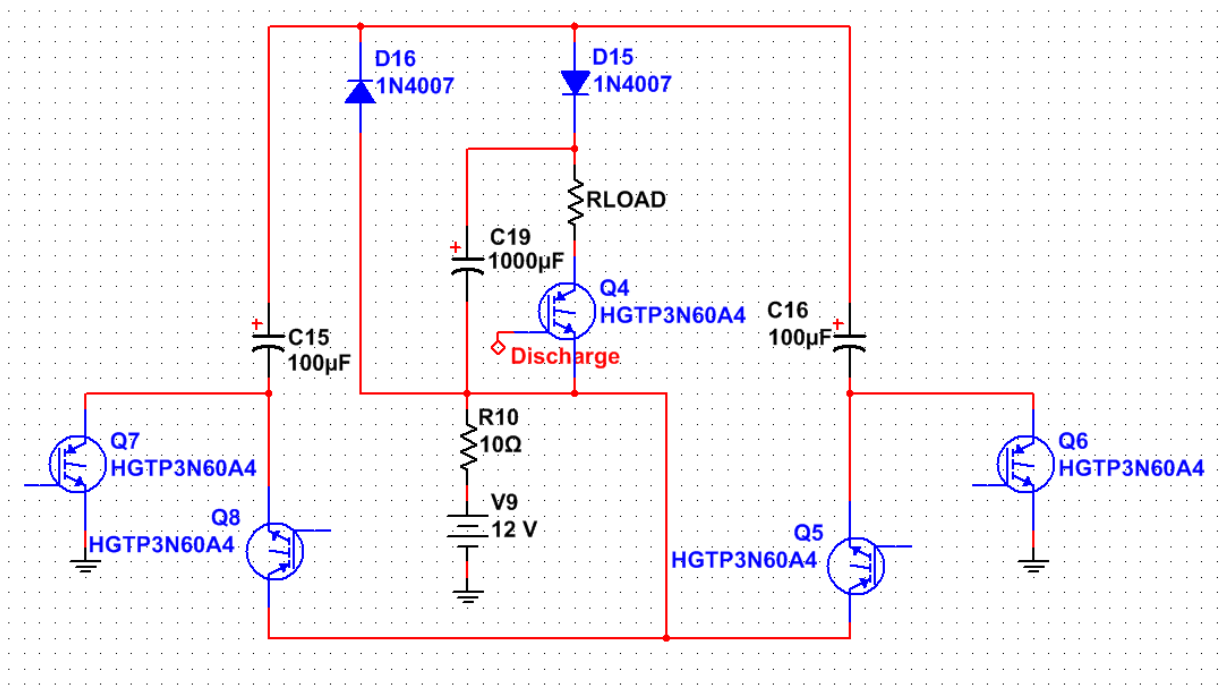 D16
1N4007
D15
1N4007
RLOAD
+
C19
1000µF
Q4
HGTP3N60A4
Discharge
+
C15
100µF
C16
+
100µF
R10
10Ω
Q7
HGTP3N60A4
Q6
HGTP3N60A4
V9
12 V
Q8
HGTP3N60A4
Q5
HGTP3N60A4